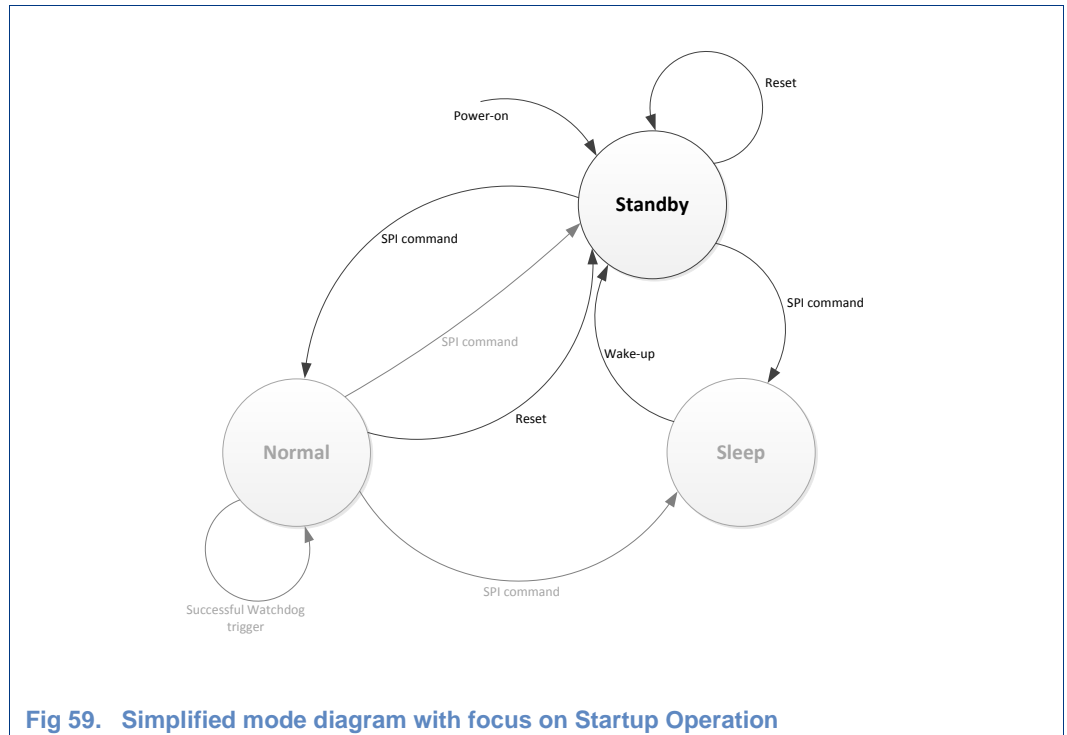 Reset
Power-on
Standby
SPI command
SPI command
SPI command
Wake-up
Reset
Normal
Sleep
SPI command
Successful Watchdog
trigger
Fig 59. Simplified mode diagram with focus on Startup Operation